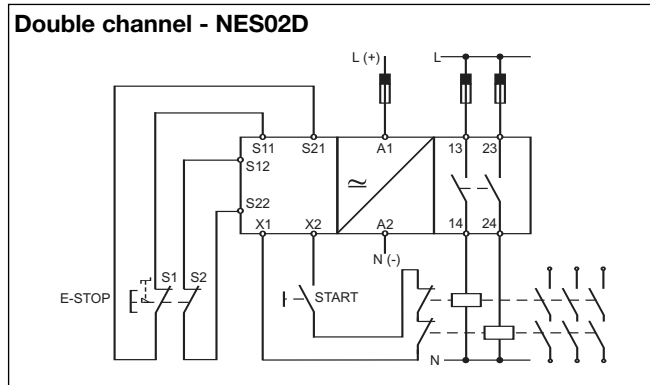 Double channel - NES02D
L (+)
L
S11
S21
A1
13
23
S12
≃
S22
X1
X2
A2
14
24
N (-)
S1
S2
E-STOP
START
N